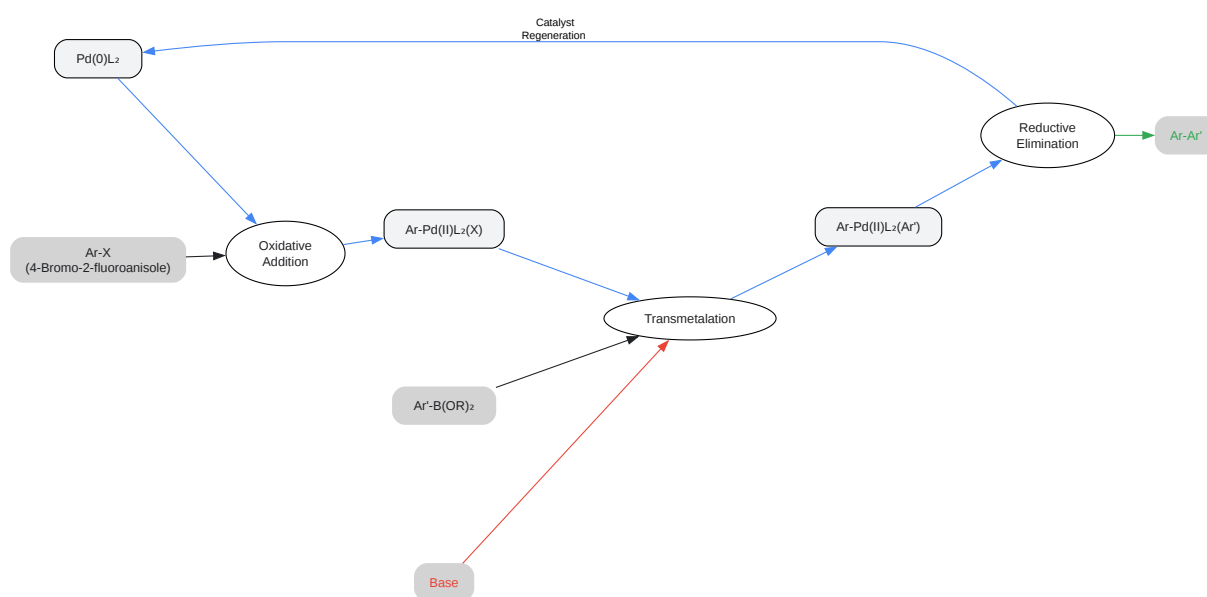 Catalyst
Regeneration
Pd(0)L₂
Reductive
Elimination
Ar-Ar'
Ar-Pd(II)L₂(X)
Ar-Pd(II)L₂(Ar')
Ar-X
(4-Bromo-2-fluoroanisole)
Oxidative
Addition
Transmetalation
Ar'-B(OR)₂
Base